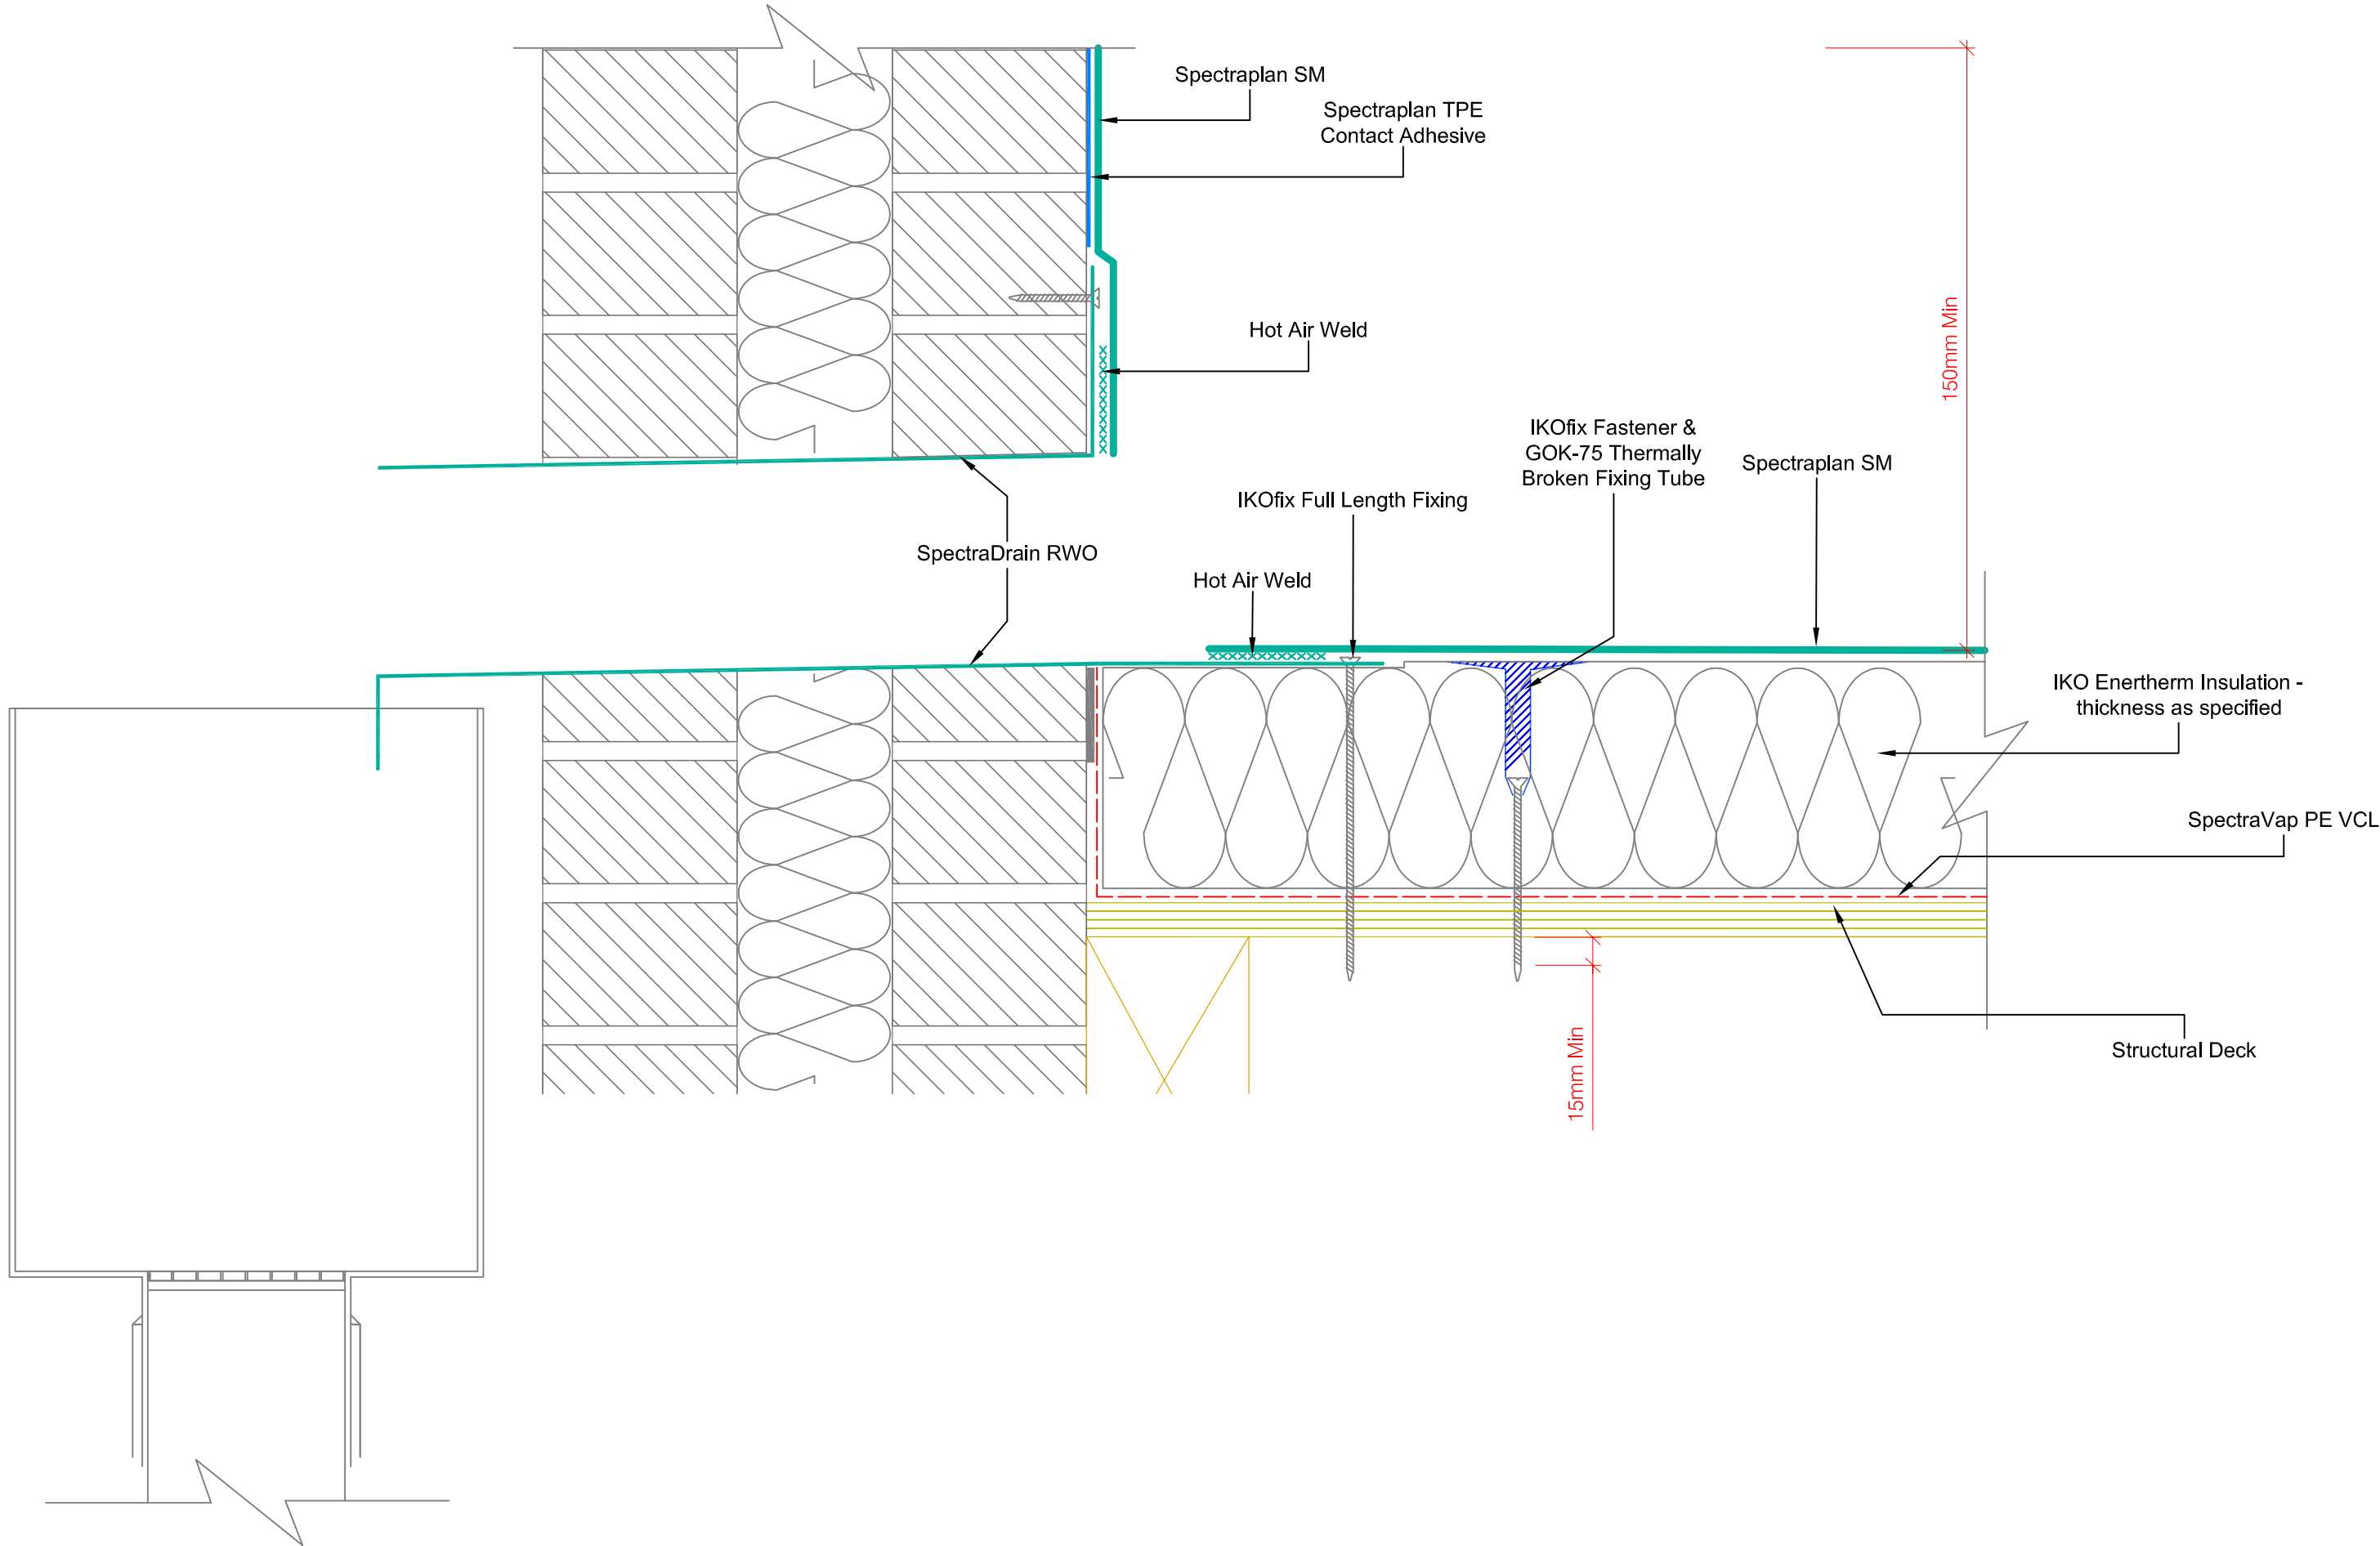 Spectraplan SM
Spectraplan TPE
Contact Adhesive
150mm Min
Hot Air Weld
IKOfix Fastener &
GOK-75 Thermally
Broken Fixing Tube
Spectraplan SM
IKOfix Full Length Fixing
SpectraDrain RWO
Hot Air Weld
IKO Enertherm Insulation -
thickness as specified
SpectraVap PE VCL
Structural Deck
15mm Min